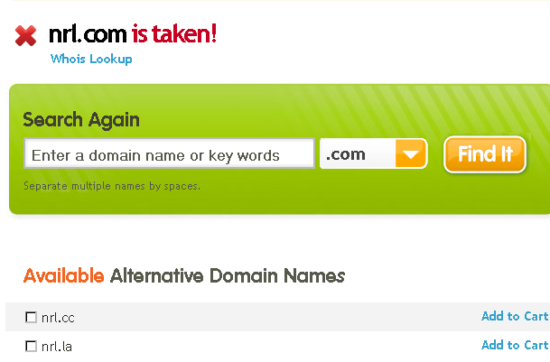 nrl.com is taken!
Whois Lookup
Search Again
Enter a domain name or key words .com Find It
Separate multiple names by spaces.
Available Alternative Domain Names
nrl.cc Add to Cart
nrl.la Add to Cart